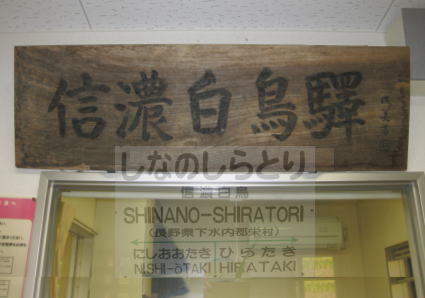 信濃白鳥驛
しなのしらとり
信濃白鳥
SHINANO-SHIRATORI
(長野県下水内郡栄村)
にしおおたき ひらたき
NISHI-ŌTAKI HIRATAKI